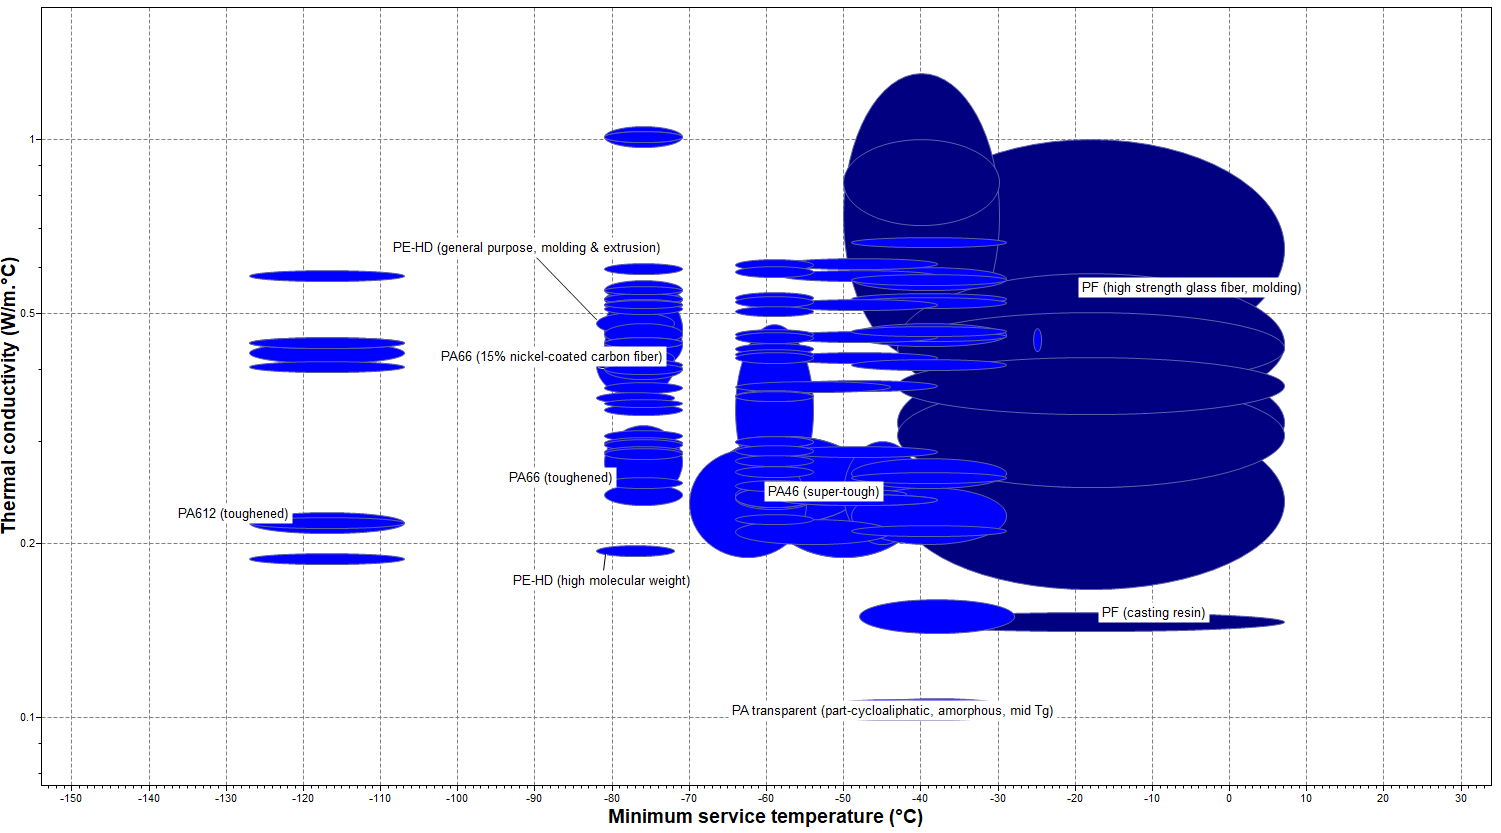 Thermal conductivity (W/m.°C)
1
0.5
0.2
0.1
PE-HD (general purpose, molding & extrusion)
PF (high strength glass fiber, molding)
PA66 (15% nickel-coated carbon fiber)
PA66 (toughened)
PA46 (super-tough)
PA612 (toughened)
PE-HD (high molecular weight)
PF (casting resin)
PA transparent (part-cycloaliphatic, amorphous, mid Tg)
-150 -140 -130 -120 -110 -100 -90 -80 -70 -60 -50 -40 -30 -20 -10 0 10 20 30
Minimum service temperature (°C)